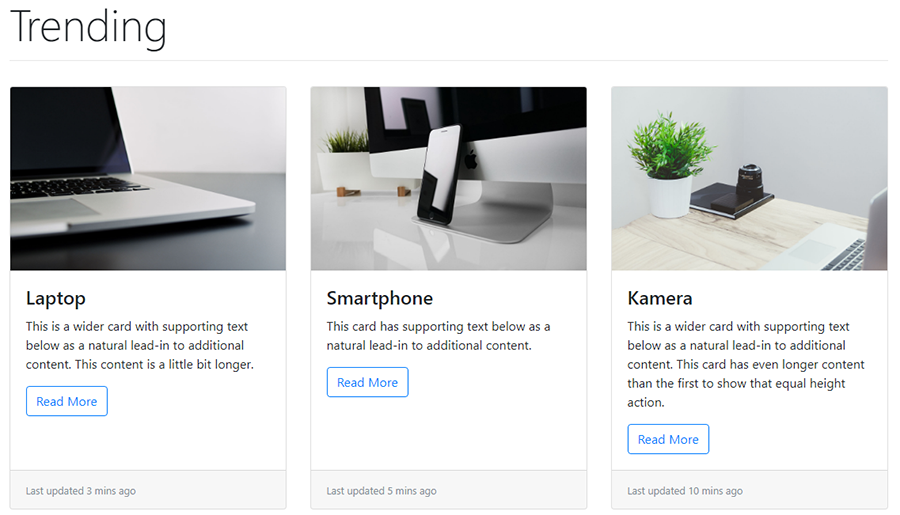 Trending
Laptop
This is a wider card with supporting text
below as a natural lead-in to additional
content. This content is a little bit longer.
Read More
Last updated 3 mins ago
Smartphone
This card has supporting text below as a
natural lead-in to additional content.
Read More
Last updated 5 mins ago
Kamera
This is a wider card with supporting text
below as a natural lead-in to additional
content. This card has even longer content
than the first to show that equal height
action.
Read More
Last updated 10 mins ago